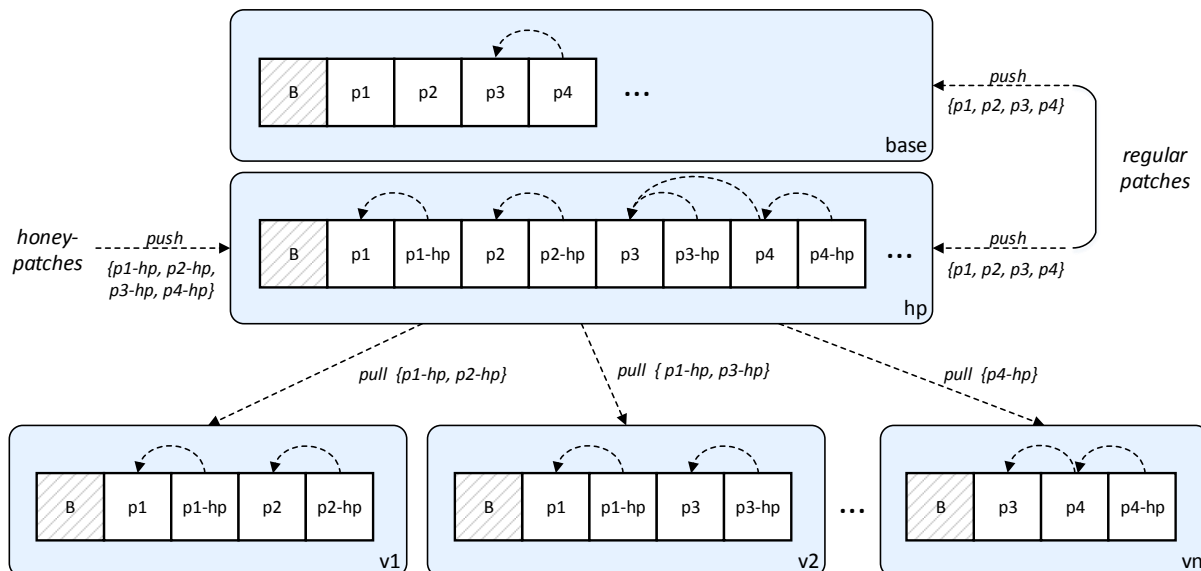 B p1 p2 p3 p4 ...
base
push
{p1, p2, p3, p4}
regular
patches
honey-
patches
push
{p1-hp, p2-hp,
p3-hp, p4-hp}
B p1 p1-hp p2 p2-hp p3 p3-hp p4 p4-hp ...
hp
push
{p1, p2, p3, p4}
pull {p1-hp, p2-hp}
pull { p1-hp, p3-hp}
pull {p4-hp}
B p1 p1-hp p2 p2-hp
v1
B p1 p1-hp p3 p3-hp
v2
...
B p3 p4 p4-hp
vn